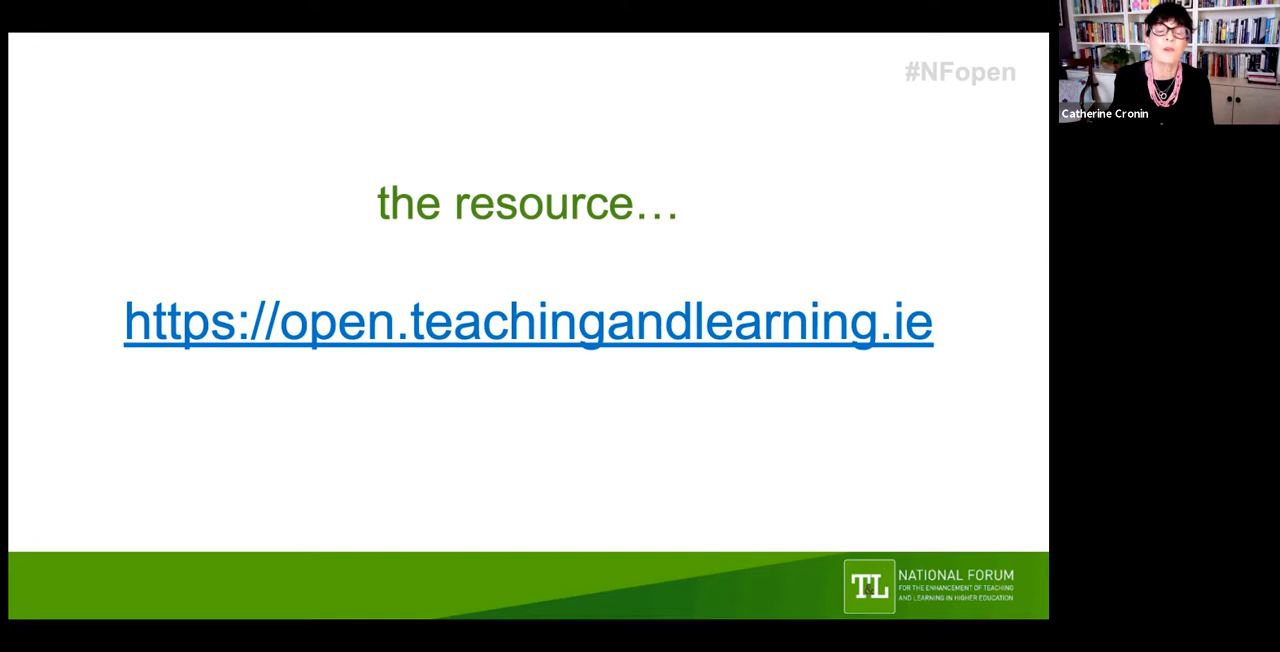 #NFopen
Catherine Cronin
the resource…
https://open.teachingandlearning.ie
TL
NATIONAL FORUM
FOR THE ENHANCEMENT OF TEACHING
AND LEARNING IN HIGHER EDUCATION